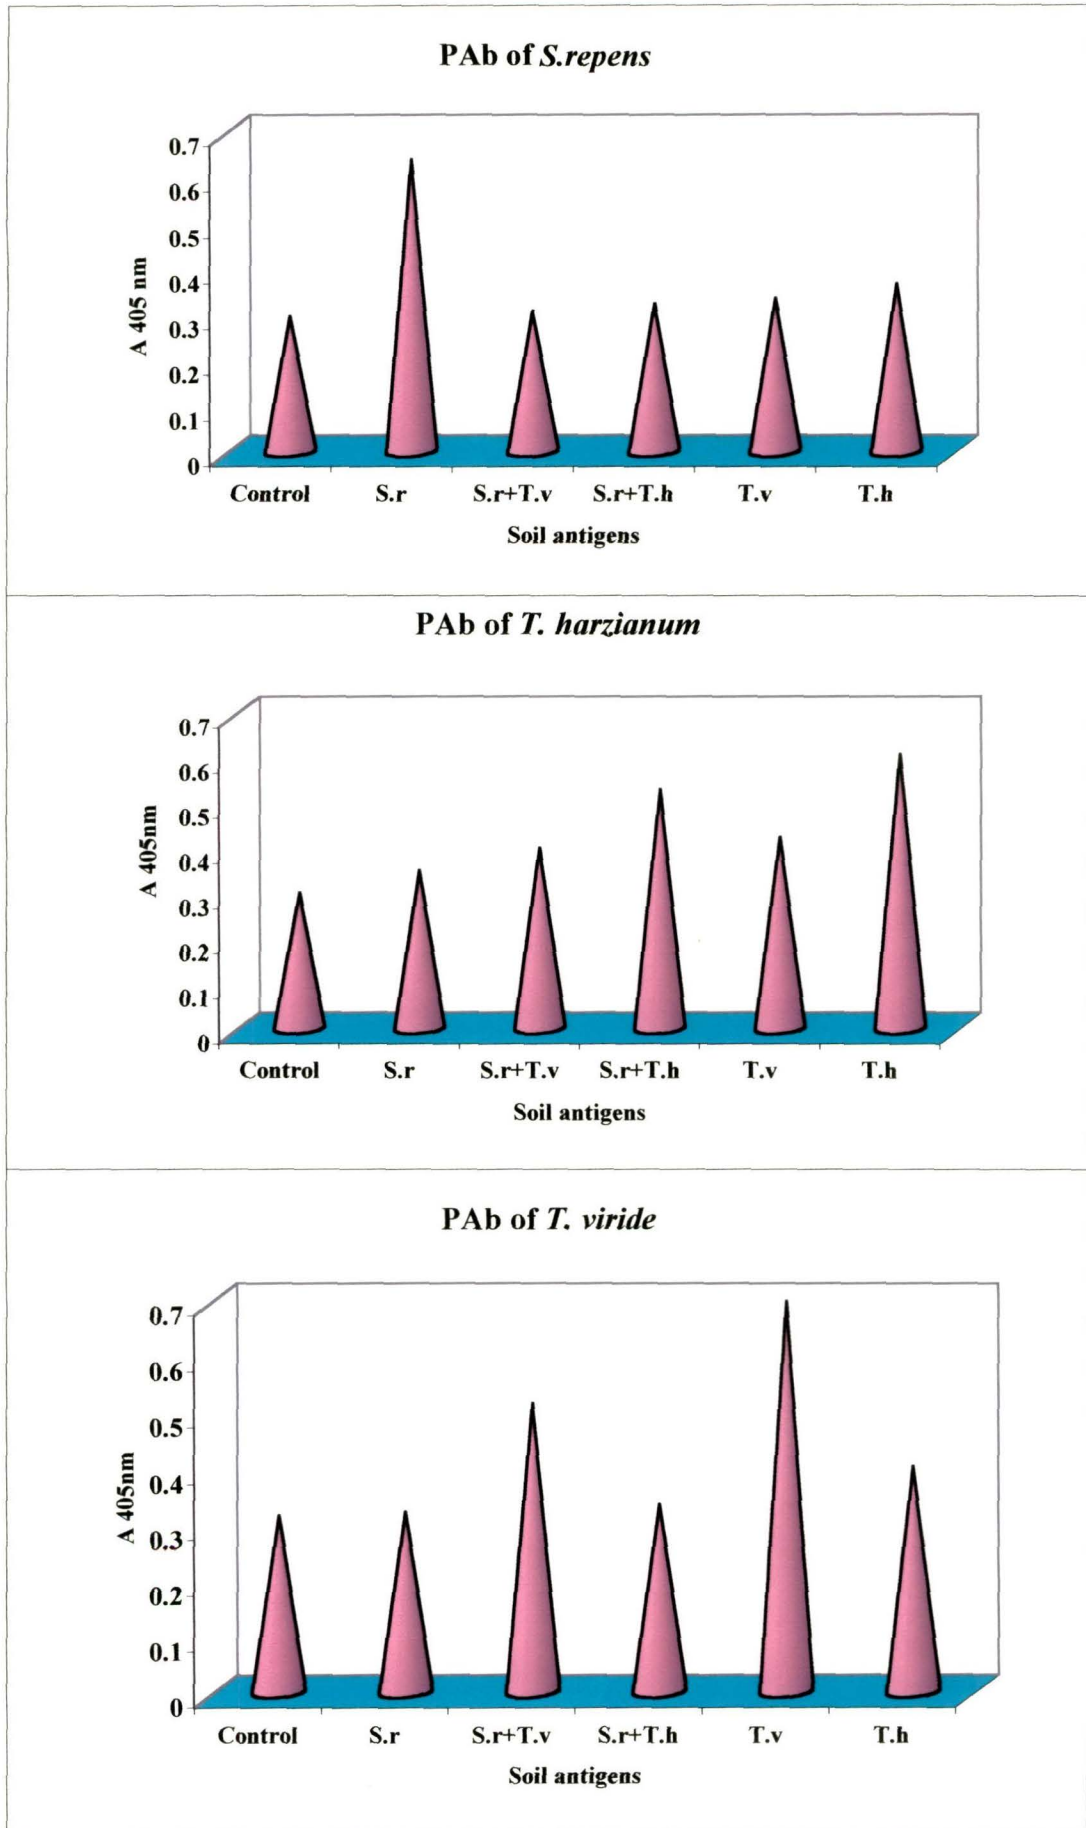 PAb of S.repens
0.7
0.6
0.5
0.4
0.3
0.2
0.1
0
A 405 nm
Control S.r S.r+T.v S.r+T.h T.v T.h
Soil antigens
PAb of T. harzianum
0.7
0.6
0.5
0.4
0.3
0.2
0.1
0
A 405nm
Control S.r S.r+T.v S.r+T.h T.v T.h
Soil antigens
PAb of T. viride
0.7
0.6
0.5
0.4
0.3
0.2
0.1
0
A 405nm
Control S.r S.r+T.v S.r+T.h T.v T.h
Soil antigens